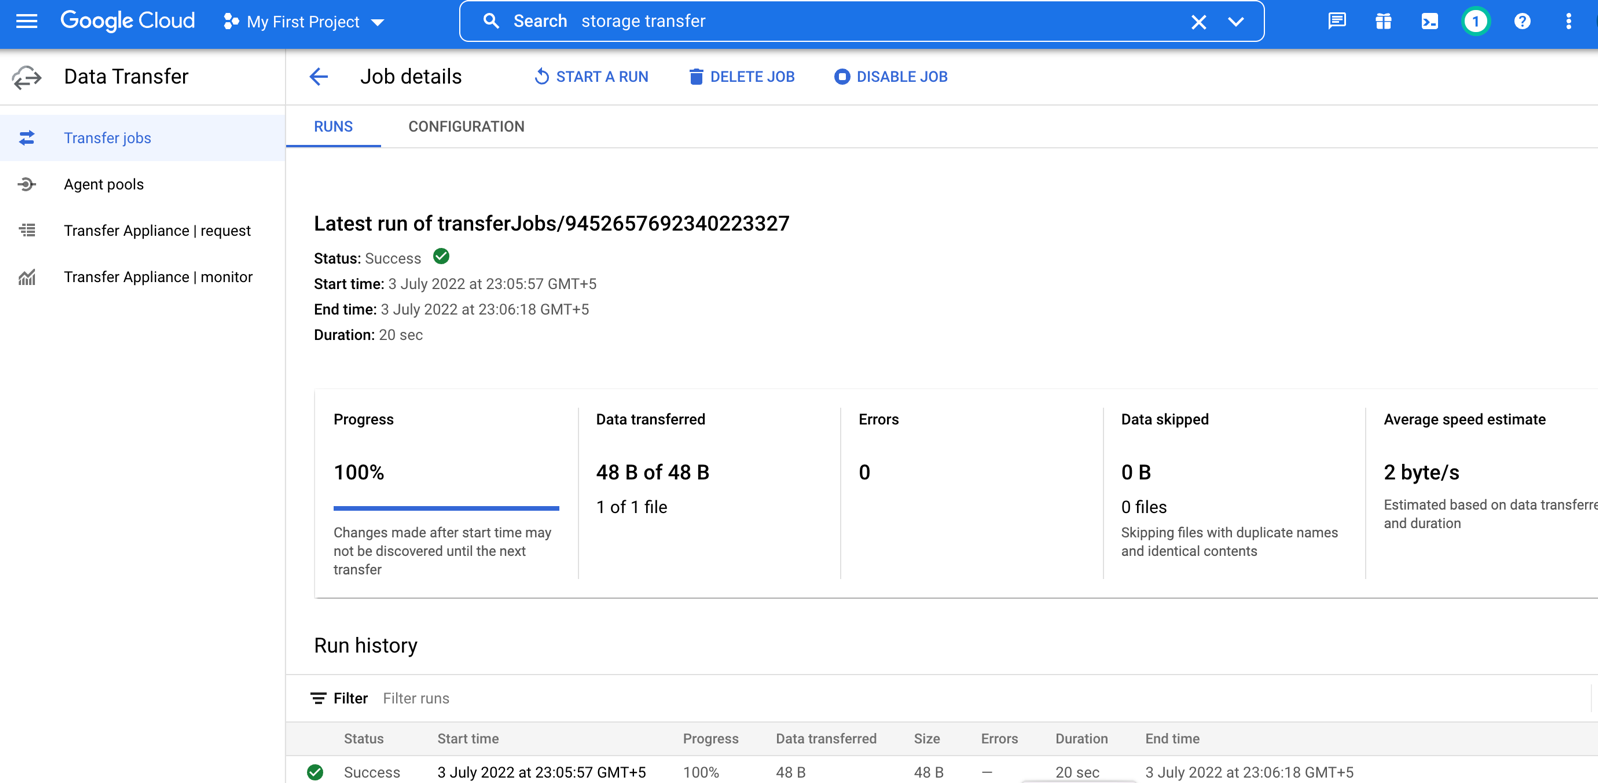 Google Cloud
My First Project
Search storage transfer
1
?
Data Transfer
Job details
START A RUN
DELETE JOB
DISABLE JOB
Transfer jobs
Agent pools
Transfer Appliance | request
Transfer Appliance | monitor
RUNS
CONFIGURATION
Latest run of transferJobs/9452657692340223327
Status: Success
Start time: 3 July 2022 at 23:05:57 GMT+5
End time: 3 July 2022 at 23:06:18 GMT+5
Duration: 20 sec
Progress
100%
Changes made after start time may
not be discovered until the next
transfer
Data transferred
48 B of 48 B
1 of 1 file
Errors
0
Data skipped
0 B
0 files
Skipping files with duplicate names
and identical contents
Average speed estimate
2 byte/s
Estimated based on data transferre
and duration
Run history
Filter Filter runs
Status Start time Progress Data transferred Size Errors Duration End time
Success 3 July 2022 at 23:05:57 GMT+5 100% 48 B 48 B — 20 sec 3 July 2022 at 23:06:18 GMT+5